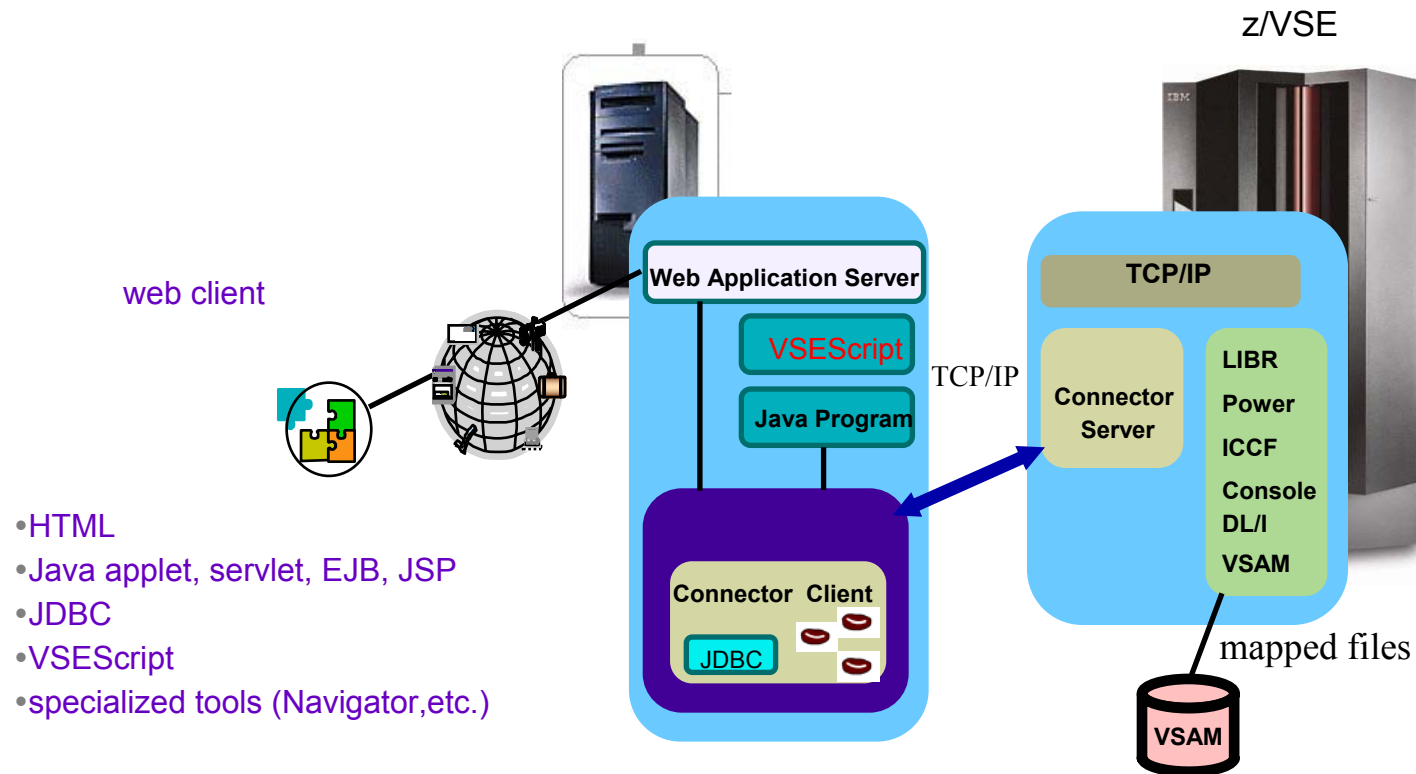 z/VSE
IBM
web client
Web Application Server
VSEScript
Java Program
TCP/IP
Connector Client
JDBC
TCP/IP
Connector
Server
LIBR
Power
ICCF
Console
DL/I
VSAM
mapped files
VSAM
•HTML
•Java applet, servlet, EJB, JSP
•JDBC
•VSEScript
•specialized tools (Navigator,etc.)